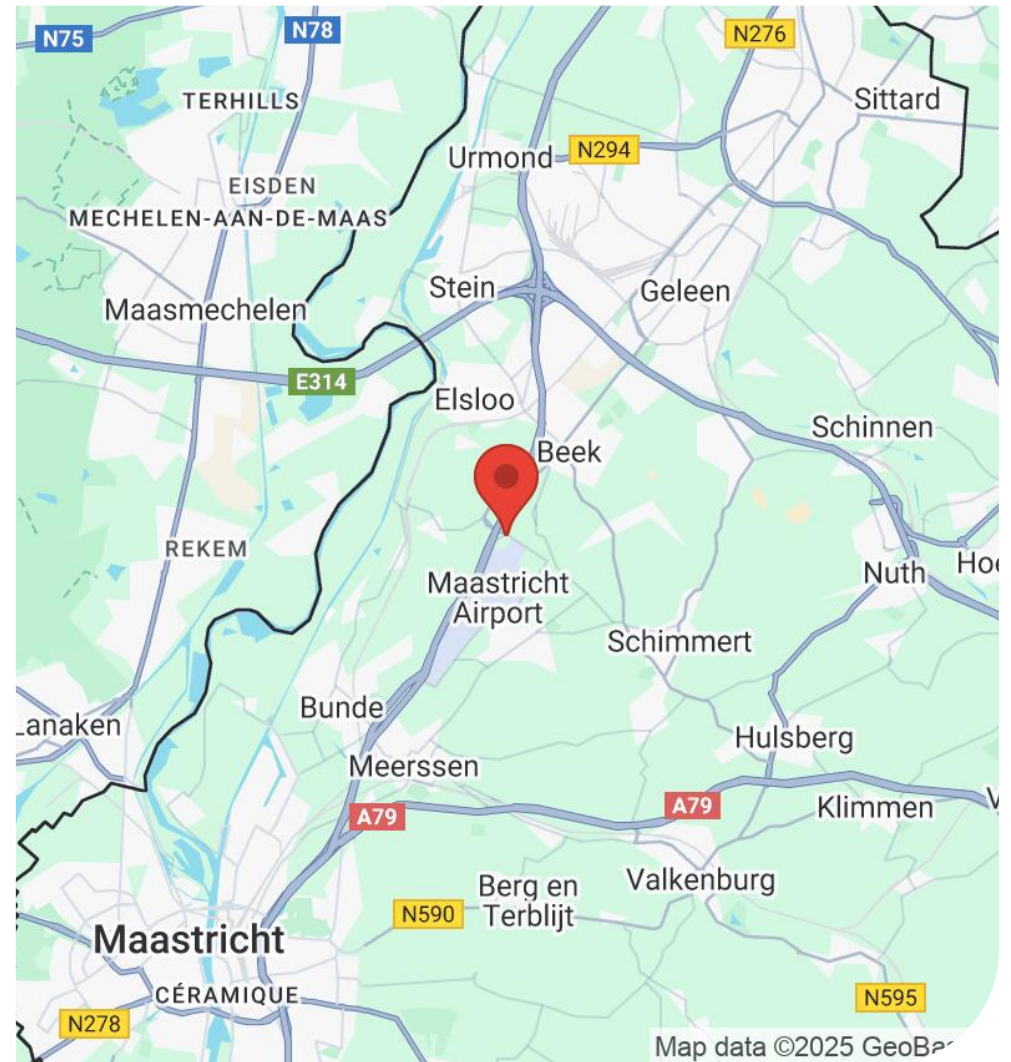 N75
N78
N276
TERHILLS
Sittard
Urmond
N294
EISDEN
MECHELEN-AAN-DE-MAAS
Stein
Geleen
Maasmechelen
E314
Elsloo
Schinnen
Beek
REKEM
Nuth
Hoe
Maastricht
Airport
Schimmert
Bunde
Lanaken
Hulsberg
Meerssen
A79
A79
Klimmen
V
Berg en
Terblijt
Valkenburg
N590
Maastricht
CÉRAMIQUE
N595
N278
Map data ©2025 GeoBa